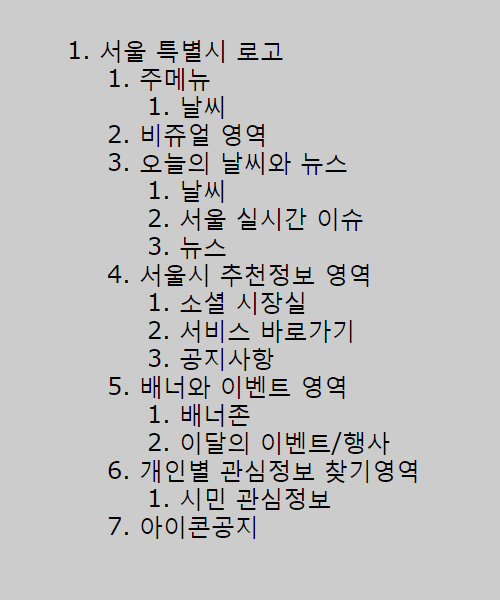 1. 서울 특별시 로고
1. 주메뉴
1. 날씨
2. 비쥬얼 영역
3. 오늘의 날씨와 뉴스
1. 날씨
2. 서울 실시간 이슈
3. 뉴스
4. 서울시 추천정보 영역
1. 소셜 시장실
2. 서비스 바로가기
3. 공지사항
5. 배너와 이벤트 영역
1. 배너존
2. 이달의 이벤트/행사
6. 개인별 관심정보 찾기영역
1. 시민 관심정보
7. 아이콘공지